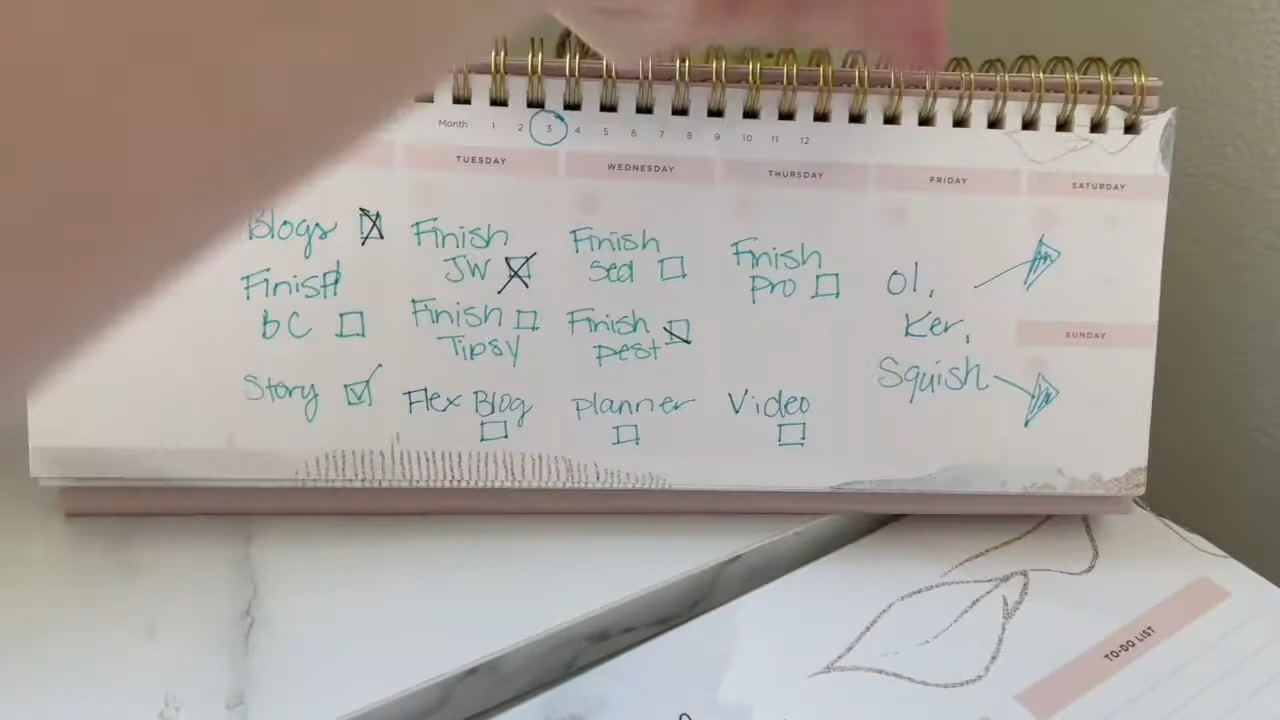 Month 1 2 3 4 5 6 7 8 9 10 11 12
TUESDAY WEDNESDAY THURSDAY FRIDAY SATURDAY
Blogs
Finish
bC
Story
Finish
JW
Finish
Tipsy
Flex Blog
Finish
sed
Finish
pest
planner
Finish
pro
Video
Ol,
Ker,
Squish
SUNDAY
TO-DO LIST